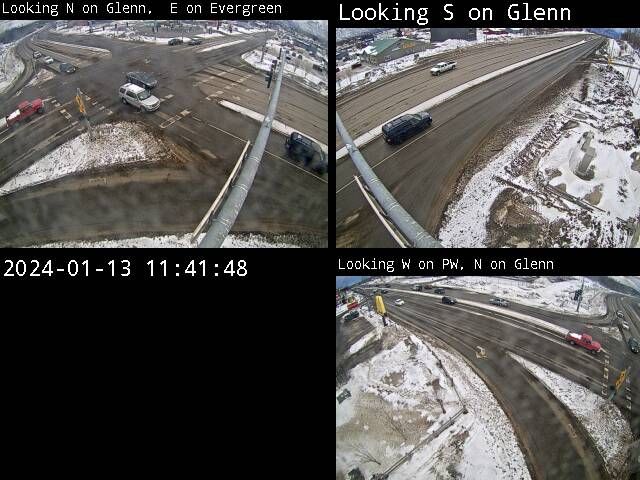 Looking N on Glenn,  E on Evergreen
Looking S on Glenn
2024-01-13 11:41:48
Looking W on PW, N on Glenn